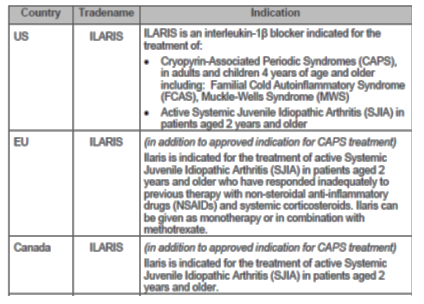 Country Tradename Indication
US ILARIS ILARIS is an interleukin-1β blocker indicated for the
treatment of:
• Cryopyrin-Associated Periodic Syndromes (CAPS),
in adults and children 4 years of age and older
including: Familial Cold Autoinflammatory Syndrome
(FCAS), Muckle-Wells Syndrome (MWS)
• Active Systemic Juvenile Idiopathic Arthritis (SJIA) in
patients aged 2 years and older
EU ILARIS (in addition to approved indication for CAPS treatment)
Ilaris is indicated for the treatment of active Systemic
Juvenile Idiopathic Arthritis (SJIA) in patients aged 2
years and older who have responded inadequately to
previous therapy with non-steroidal anti-inflammatory
drugs (NSAIDs) and systemic corticosteroids. Ilaris can
be given as monotherapy or in combination with
methotrexate.
Canada ILARIS (in addition to approved indication for CAPS treatment)
Ilaris is indicated for the treatment of active Systemic
Juvenile Idiopathic Arthritis (SJIA) in patients aged 2
years and older.